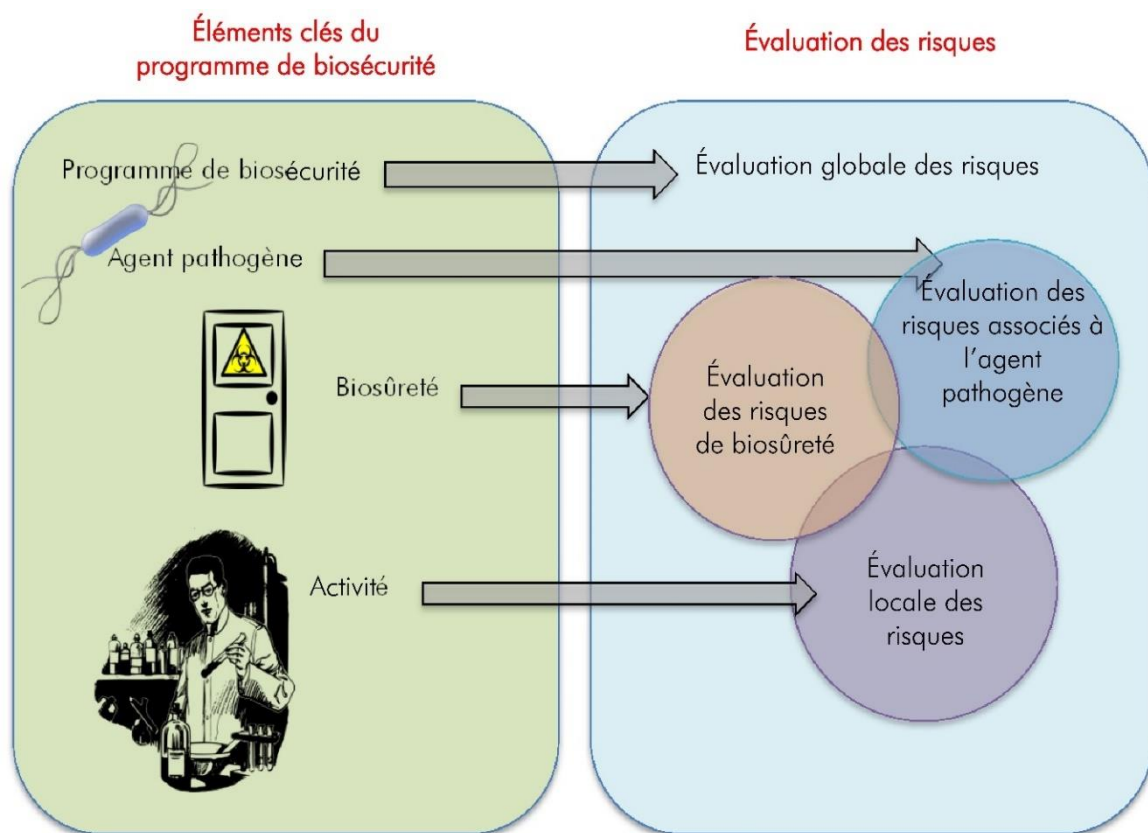 Éléments clés du
programme de biosécurité
Évaluation des risques
Programme de biosécurité
Évaluation globale des risques
Agent pathogène
Évaluation des
risques associés à
l'agent
pathogène
Biosûreté
Évaluation
des risques
de biosûreté
Activité
Évaluation
locale des
risques